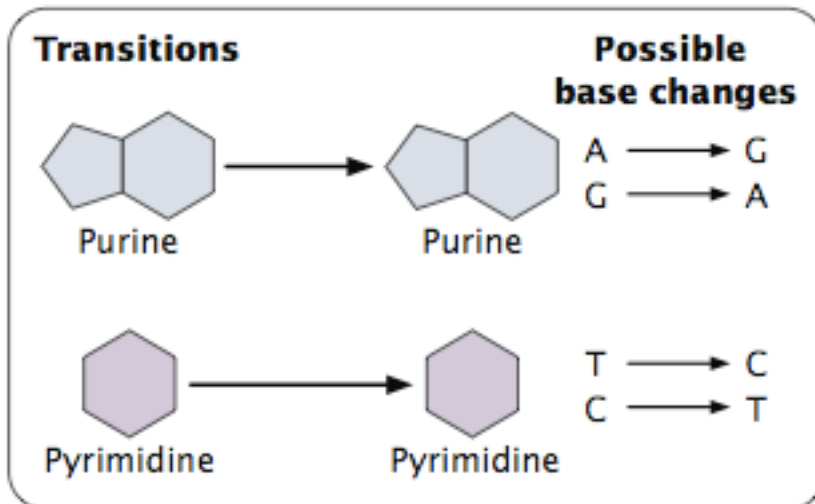 Transitions
Possible
base changes
A → G
G → A
Purine
Purine
T → C
C → T
Pyrimidine
Pyrimidine